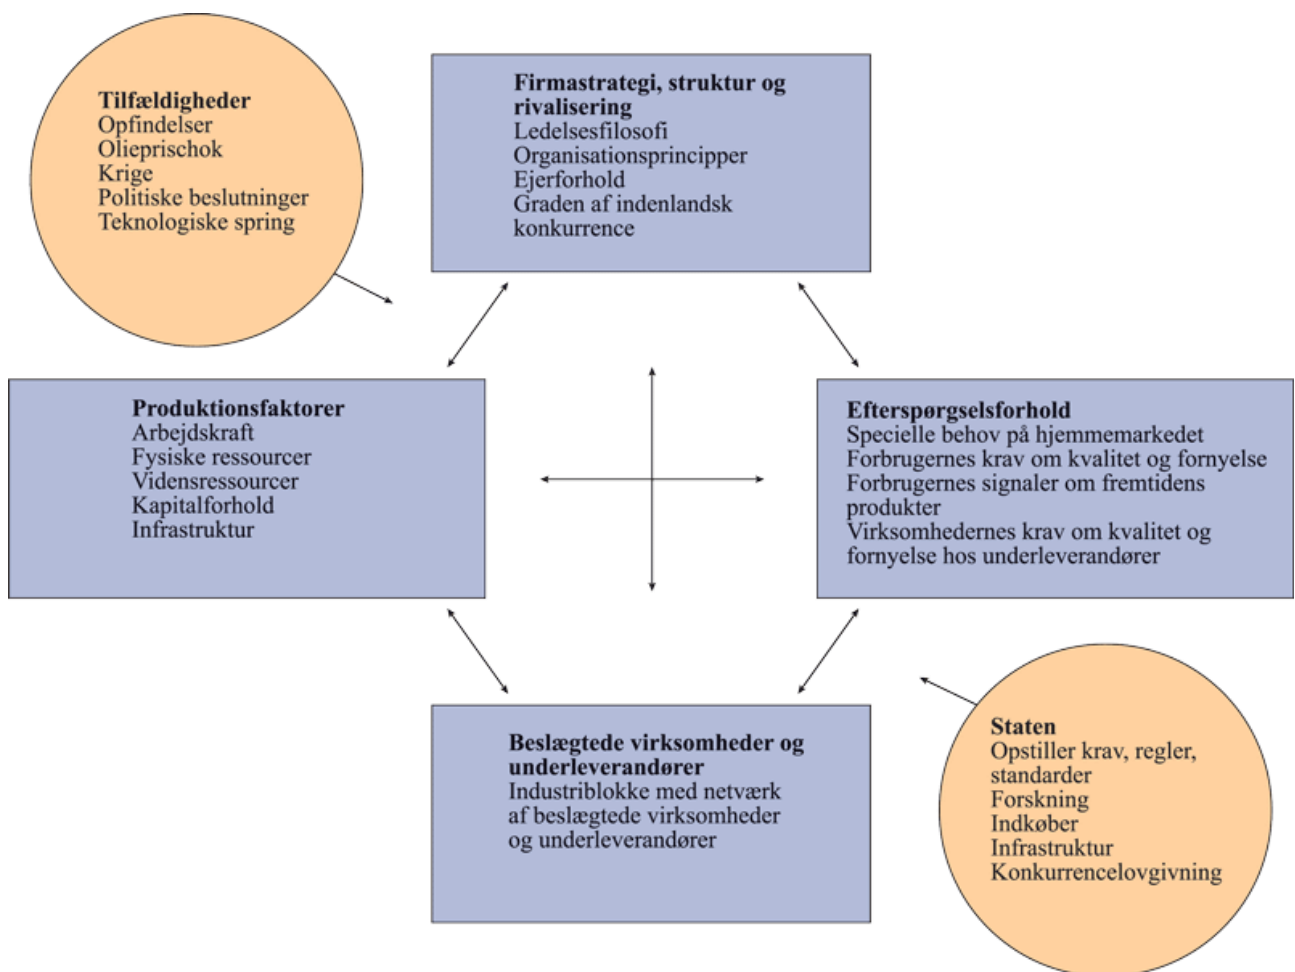 Tilfældigheder
Opfindelser
Olieprischok
Krige
Politiske beslutninger
Teknologiske spring
Firmastrategi, struktur og
rivalisering
Ledelsesfilosofi
Organisationsprincipper
Ejerforhold
Graden af indenlandsk
konkurrence
Produktionsfaktorer
Arbejdskraft
Fysiske ressourcer
Vidensressourcer
Kapitalforhold
Infrastruktur
Efterspørgselsforhold
Specielle behov på hjemmemarkedet
Forbrugernes krav om kvalitet og fornyelse
Forbrugernes signaler om fremtidens
produkter
Virksomhedernes krav om kvalitet og
fornyelse hos underleverandører
Beslægtede virksomheder og
underleverandører
Industriblokke med netværk
af beslægtede virksomheder
og underleverandører
Staten
Opstiller krav, regler,
standarder
Forskning
Indkøber
Infrastruktur
Konkurrencelovgivning